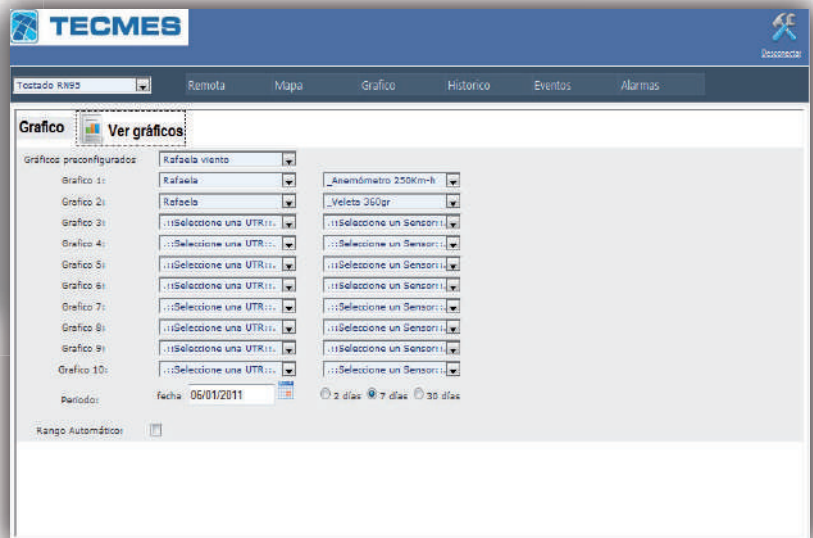 TECMES
Desconectar
Tostado RN95 Remota Mapa Grafico Historico Eventos Alarmas
Grafico Ver gráficos
Gráficos preconfigurados Rafaela viento
Grafico 1: Rafaela _Anemómetro 250Km-h
Grafico 2: Rafaela _Veleta 360gr
Grafico 3: .::Seleccione una UTR::. .::Seleccione un Sensor::.
Grafico 4: .::Seleccione una UTR::. .::Seleccione un Sensor::.
Grafico 5: .::Seleccione una UTR::. .::Seleccione un Sensor::.
Grafico 6: .::Seleccione una UTR::. .::Seleccione un Sensor::.
Grafico 7: .::Seleccione una UTR::. .::Seleccione un Sensor::.
Grafico 8: .::Seleccione una UTR::. .::Seleccione un Sensor::.
Grafico 9: .::Seleccione una UTR::. .::Seleccione un Sensor::.
Grafico 10: .::Seleccione una UTR::. .::Seleccione un Sensor::.
Periodo: fecha 06/01/2011 2 días 7 días 30 días
Rango Automático: